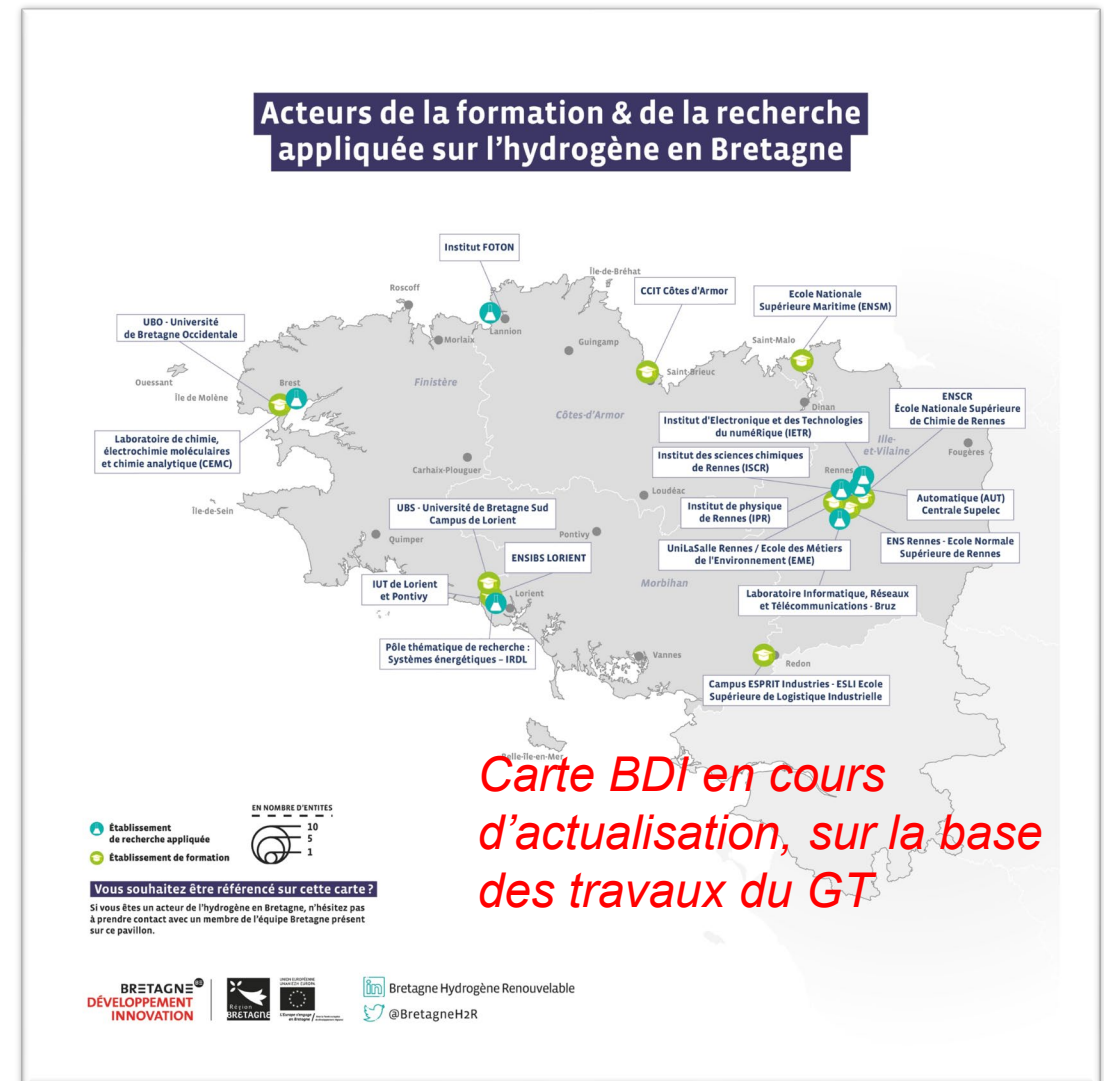 Acteurs de la formation & de la recherche
appliquée sur l'hydrogène en Bretagne
Institut FOTON
Île-de-Bréhat
CCIT Côtes d'Armor
Ecole Nationale
Supérieure Maritime (ENSM)
Roscoff
UBO - Université
de Bretagne Occidentale
Lannion
Morlaix
Guingamp
Saint-Malo
Saint-Brieuc
Ouessant
Île de Molène
Brest
Finistère
Côtes-d'Armor
Dinan
ENSCR
École Nationale Supérieure
de Chimie de Rennes
Institut d'Electronique et des Technologies
du numéRique (IETR)
Ille-
et-Vilaine
Fougères
Laboratoire de chimie,
électrochimie moléculaires
et chimie analytique (CEMC)
Carhaix-Plouguer
Institut des sciences chimiques
de Rennes (ISCR)
Rennes
Loudéac
Île-de-Sein
UBS - Université de Bretagne Sud
Campus de Lorient
Institut de physique
de Rennes (IPR)
Automatique (AUT)
Centrale Supelec
Quimper
Pontivy
UniLaSalle Rennes / Ecole des Métiers
de l'Environnement (EME)
ENS Rennes - Ecole Normale
Supérieure de Rennes
ENSIBS LORIENT
IUT de Lorient
et Pontivy
Lorient
Morbihan
Laboratoire Informatique, Réseaux
et Télécommunications - Bruz
Pôle thématique de recherche :
Systèmes énergétiques – IRDL
Vannes
Redon
Campus ESPRIT Industries - ESLI Ecole
Supérieure de Logistique Industrielle
Belle-Île-en-Mer
Carte BDI en cours
d'actualisation, sur la base
des travaux du GT
EN NOMBRE D'ENTITES
10
5
1
Établissement
de recherche appliquée
Établissement de formation
Vous souhaitez être référencé sur cette carte ?
Si vous êtes un acteur de l'hydrogène en Bretagne, n'hésitez pas
à prendre contact avec un membre de l'équipe Bretagne présent
sur ce pavillon.
BRETAGNE
DÉVELOPPEMENT
INNOVATION
Région
BRETAGNE
UNION EUROPÉENNE
UNANIEZH EUROPA
L'Europe s'engage
en Bretagne
Bretagne Hydrogène Renouvelable
@BretagneH2R